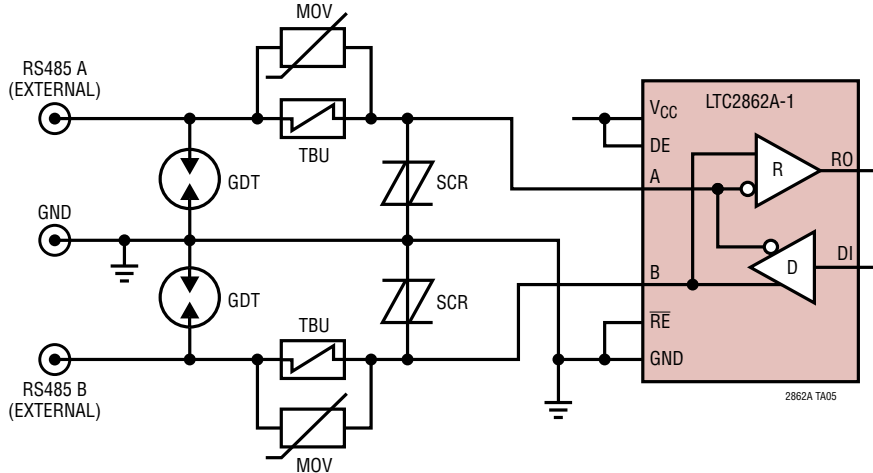 MOV
RS485 A
(EXTERNAL)
TBU
GDT
SCR
GND
GDT
SCR
TBU
RS485 B
(EXTERNAL)
MOV
LTC2862A-1
VCC
DE
A
R
RO
B
D
DI
RE
GND
2862A TA05